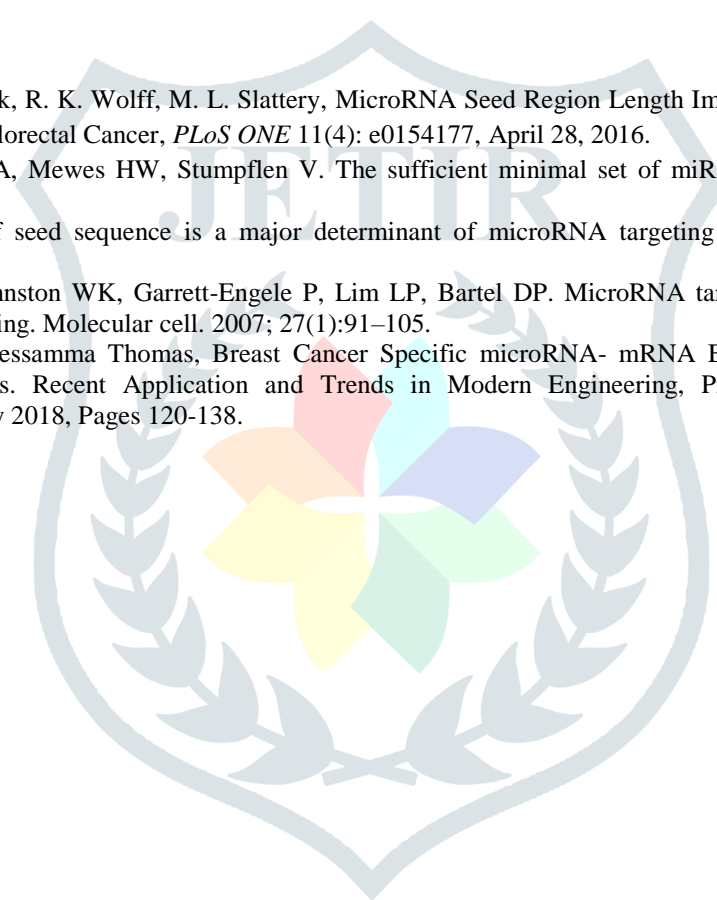 k, R. K. Wolff, M. L. Slattery, MicroRNA Seed Region Length Im
lorectal Cancer, PLoS ONE 11(4): e0154177, April 28, 2016.
A, Mewes HW, Stumpflen V. The sufficient minimal set of miR
f seed sequence is a major determinant of microRNA targeting
hnston WK, Garrett-Engele P, Lim LP, Bartel DP. MicroRNA tar
ing. Molecular cell. 2007; 27(1):91–105.
essamma Thomas, Breast Cancer Specific microRNA- mRNA E
s. Recent Application and Trends in Modern Engineering, P
y 2018, Pages 120-138.
JETIR